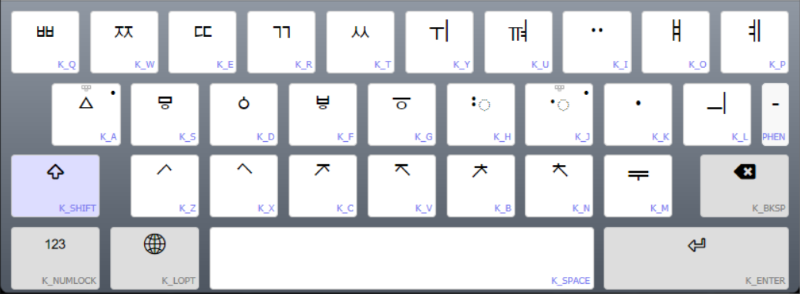 ㅃ ㅉ ㄸ ㄲ ㅆ ㅟ ᆢ ㅒ ㅖ
K_Q K_W K_E K_R K_T K_Y K_U K_I K_O K_P
ㅿ ㅱ ㆁ ㅸ ㆆ 〯 〮 ㆍ ㅢ -
K_A K_S K_D K_F K_G K_H K_J K_K K_L PHEN
ᄼ ᄾ ᅎ ᅐ ᅔ ᅕ
K_SHIFT K_Z K_X K_C K_V K_B K_N K_M K_BKSP
123
K_NUMLOCK K_LOPT K_SPACE K_ENTER